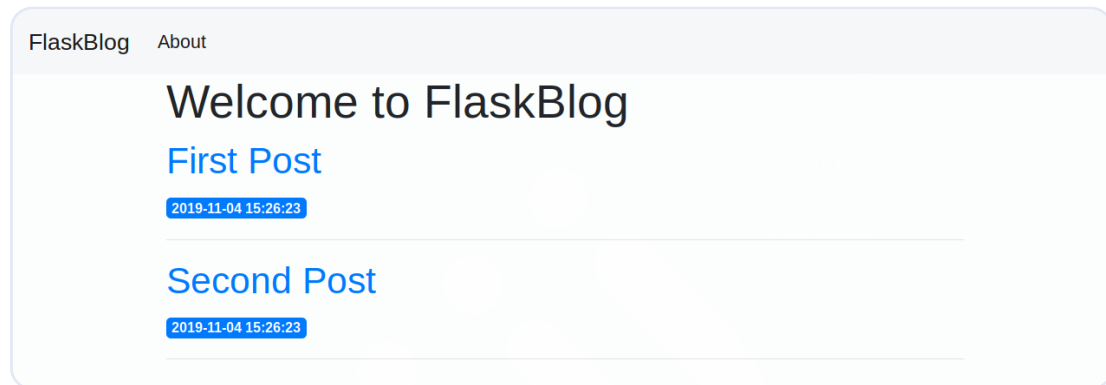 FlaskBlog About
Welcome to FlaskBlog
First Post
2019-11-04 15:26:23
Second Post
2019-11-04 15:26:23